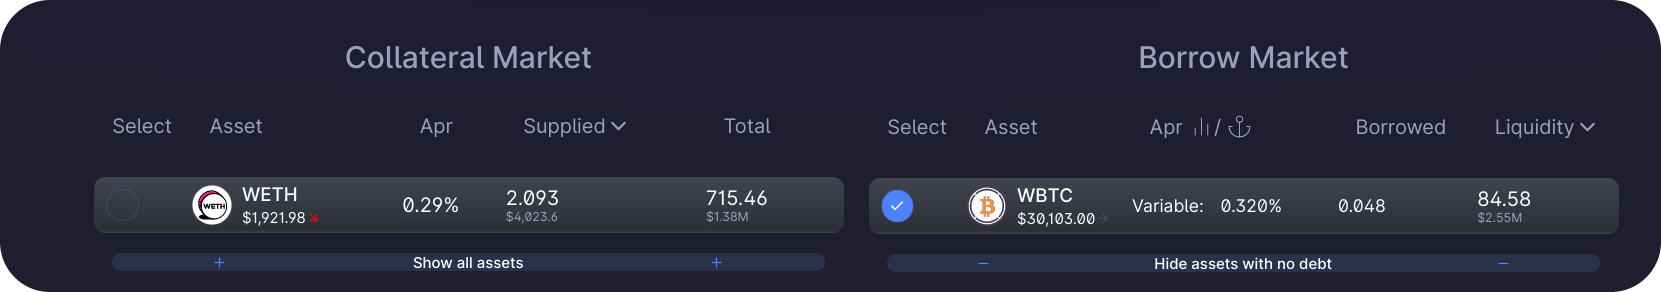 Collateral Market
Select Asset Apr Supplied Total
WETH WETH 0.29% 2.093 715.46
$1,921.98 $4,023.6 $1.38M
+ Show all assets +
Borrow Market
Select Asset Apr / Borrowed Liquidity
WBTC Variable: 0.320% 0.048 84.58
$30,103.00 $2.55M
− Hide assets with no debt −